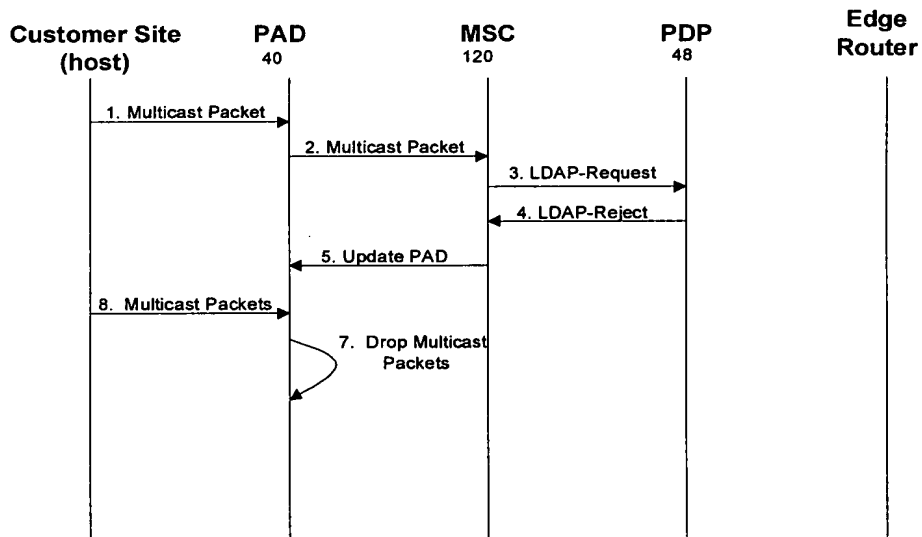 Customer Site
(host)
PAD
40
MSC
120
PDP
48
Edge
Router
1. Multicast Packet
2. Multicast Packet
3. LDAP-Request
4. LDAP-Reject
5. Update PAD
8. Multicast Packets
7. Drop Multicast
Packets